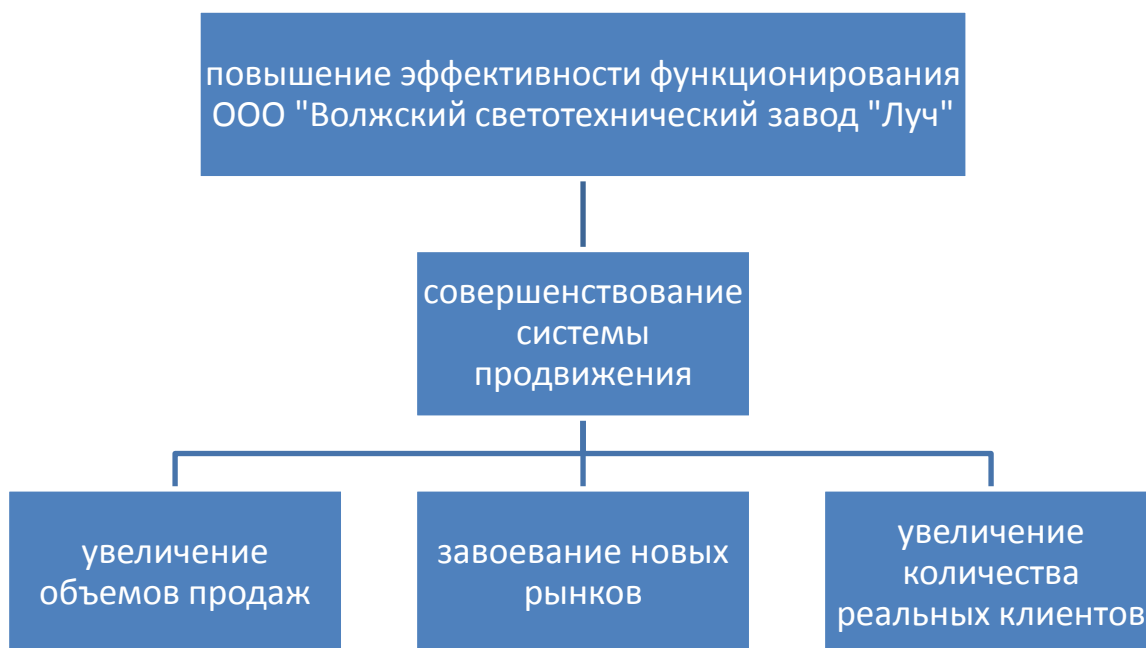 повышение эффективности функционирования
ООО "Волжский светотехнический завод "Луч"
совершенствование
системы
продвижения
увеличение
объемов продаж
завоевание новых
рынков
увеличение
количества
реальных клиентов